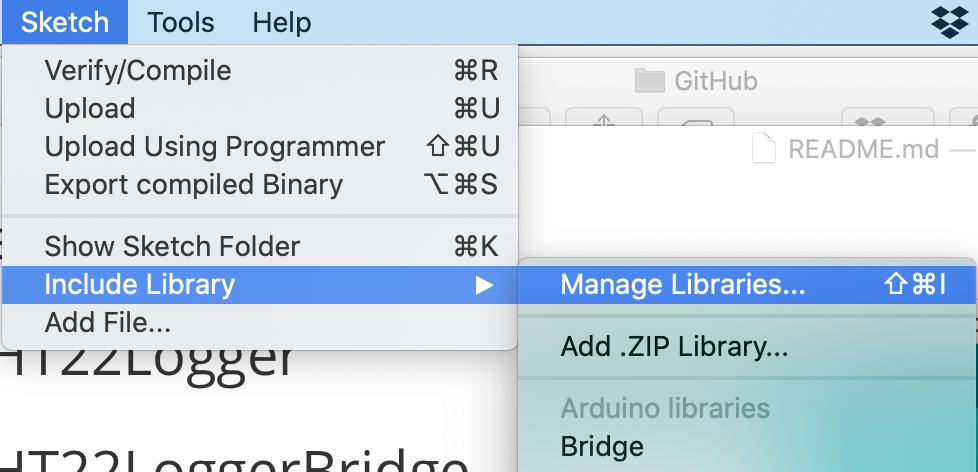 Sketch Tools Help
Verify/Compile ⌘R
Upload ⌘U
Upload Using Programmer ⇧⌘U
Export compiled Binary ⌥⌘S
Show Sketch Folder ⌘K
Include Library ▶
Add File...
GitHub
README.md —
Manage Libraries... ⇧⌘I
Add .ZIP Library...
Arduino libraries
Bridge
HT22Logger
HT22LoggerBridge